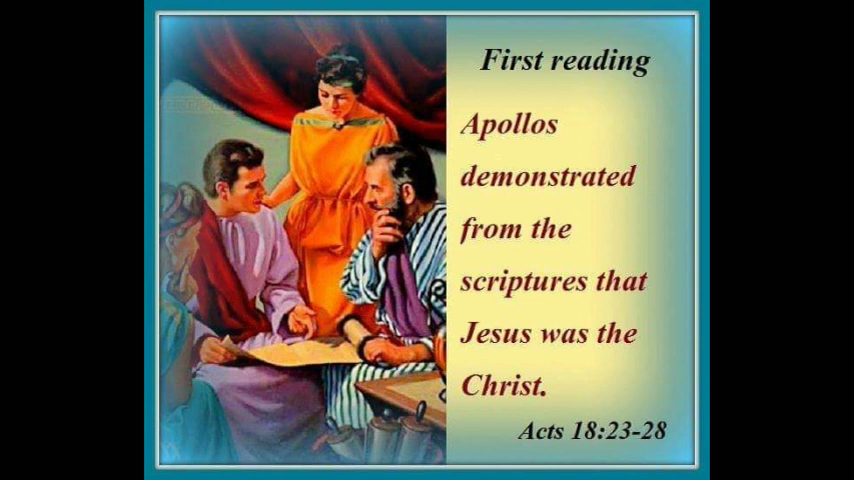 First reading
Apollos
demonstrated
from the
scriptures that
Jesus was the
Christ.
Acts 18:23-28